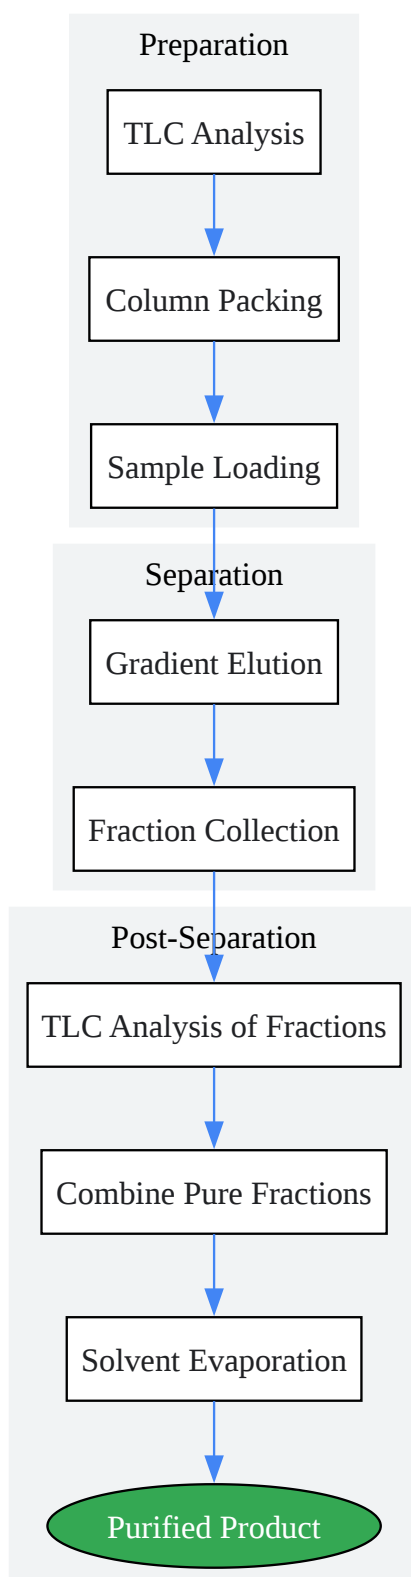 Preparation
TLC Analysis
Column Packing
Sample Loading
Separation
Gradient Elution
Fraction Collection
Post-Separation
TLC Analysis of Fractions
Combine Pure Fractions
Solvent Evaporation
Purified Product